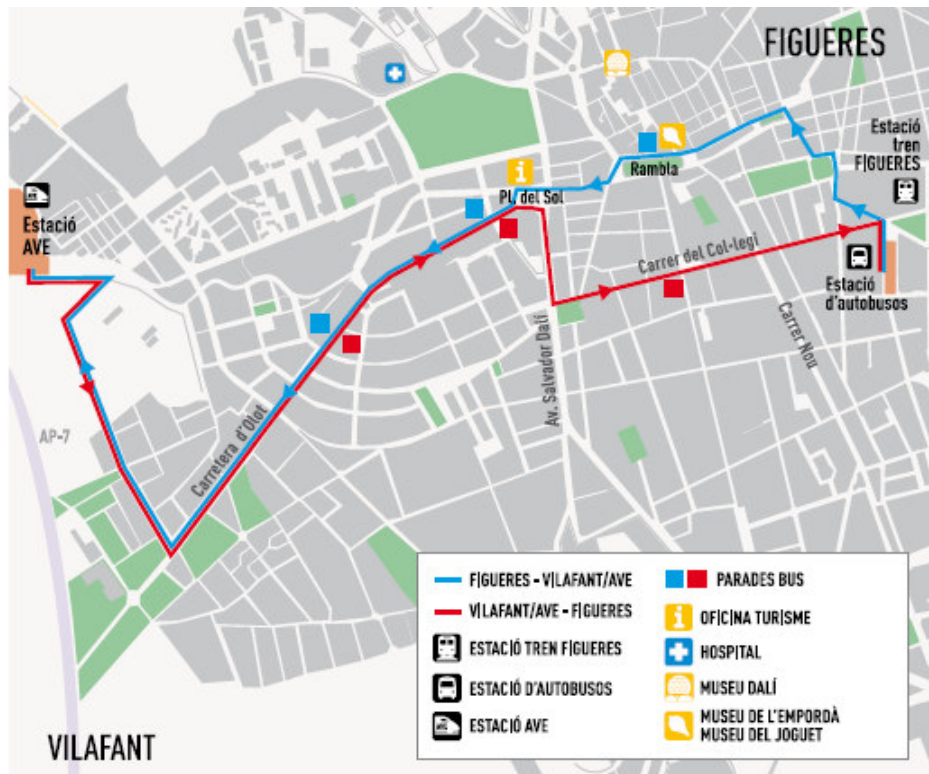 FIGUERES
Estació
tren
FIGUERES
Rambla
Pl. del Sol
Estació
AVE
Carrer del Col·legi
Estació
d'autobusos
Av. Salvador Dalí
Carrer Nou
AP-7
Carretera d'Olot
FIGUERES - VILAFANT/AVE
VILAFANT/AVE - FIGUERES
ESTACIÓ TREN FIGUERES
ESTACIÓ D'AUTOBUSOS
ESTACIÓ AVE
PARADES BUS
OFICINA TURISME
HOSPITAL
MUSEU DALÍ
MUSEU DE L'EMPORDÀ
MUSEU DEL JOGUET
VILAFANT